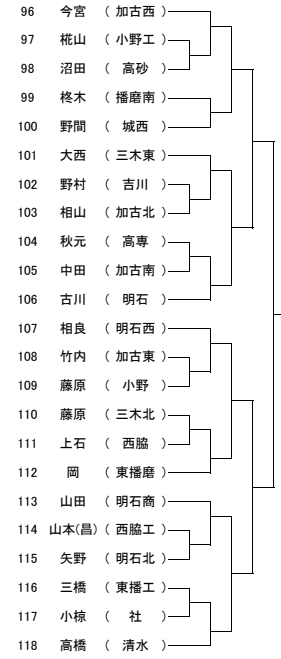 96 今宮 ( 加古西 )
97 椛山 ( 小野工 )
98 沼田 ( 高砂 )
99 柊木 ( 播磨南 )
100 野間 ( 城西 )
101 大西 ( 三木東 )
102 野村 ( 吉川 )
103 相山 ( 加古北 )
104 秋元 ( 高専 )
105 中田 ( 加古南 )
106 古川 ( 明石 )
107 相良 ( 明石西 )
108 竹内 ( 加古東 )
109 藤原 ( 小野 )
110 藤原 ( 三木北 )
111 上石 ( 西脇 )
112 岡 ( 東播磨 )
113 山田 ( 明石商 )
114 山本(昌) ( 西脇工 )
115 矢野 ( 明石北 )
116 三橋 ( 東播工 )
117 小椋 ( 社 )
118 高橋 ( 清水 )